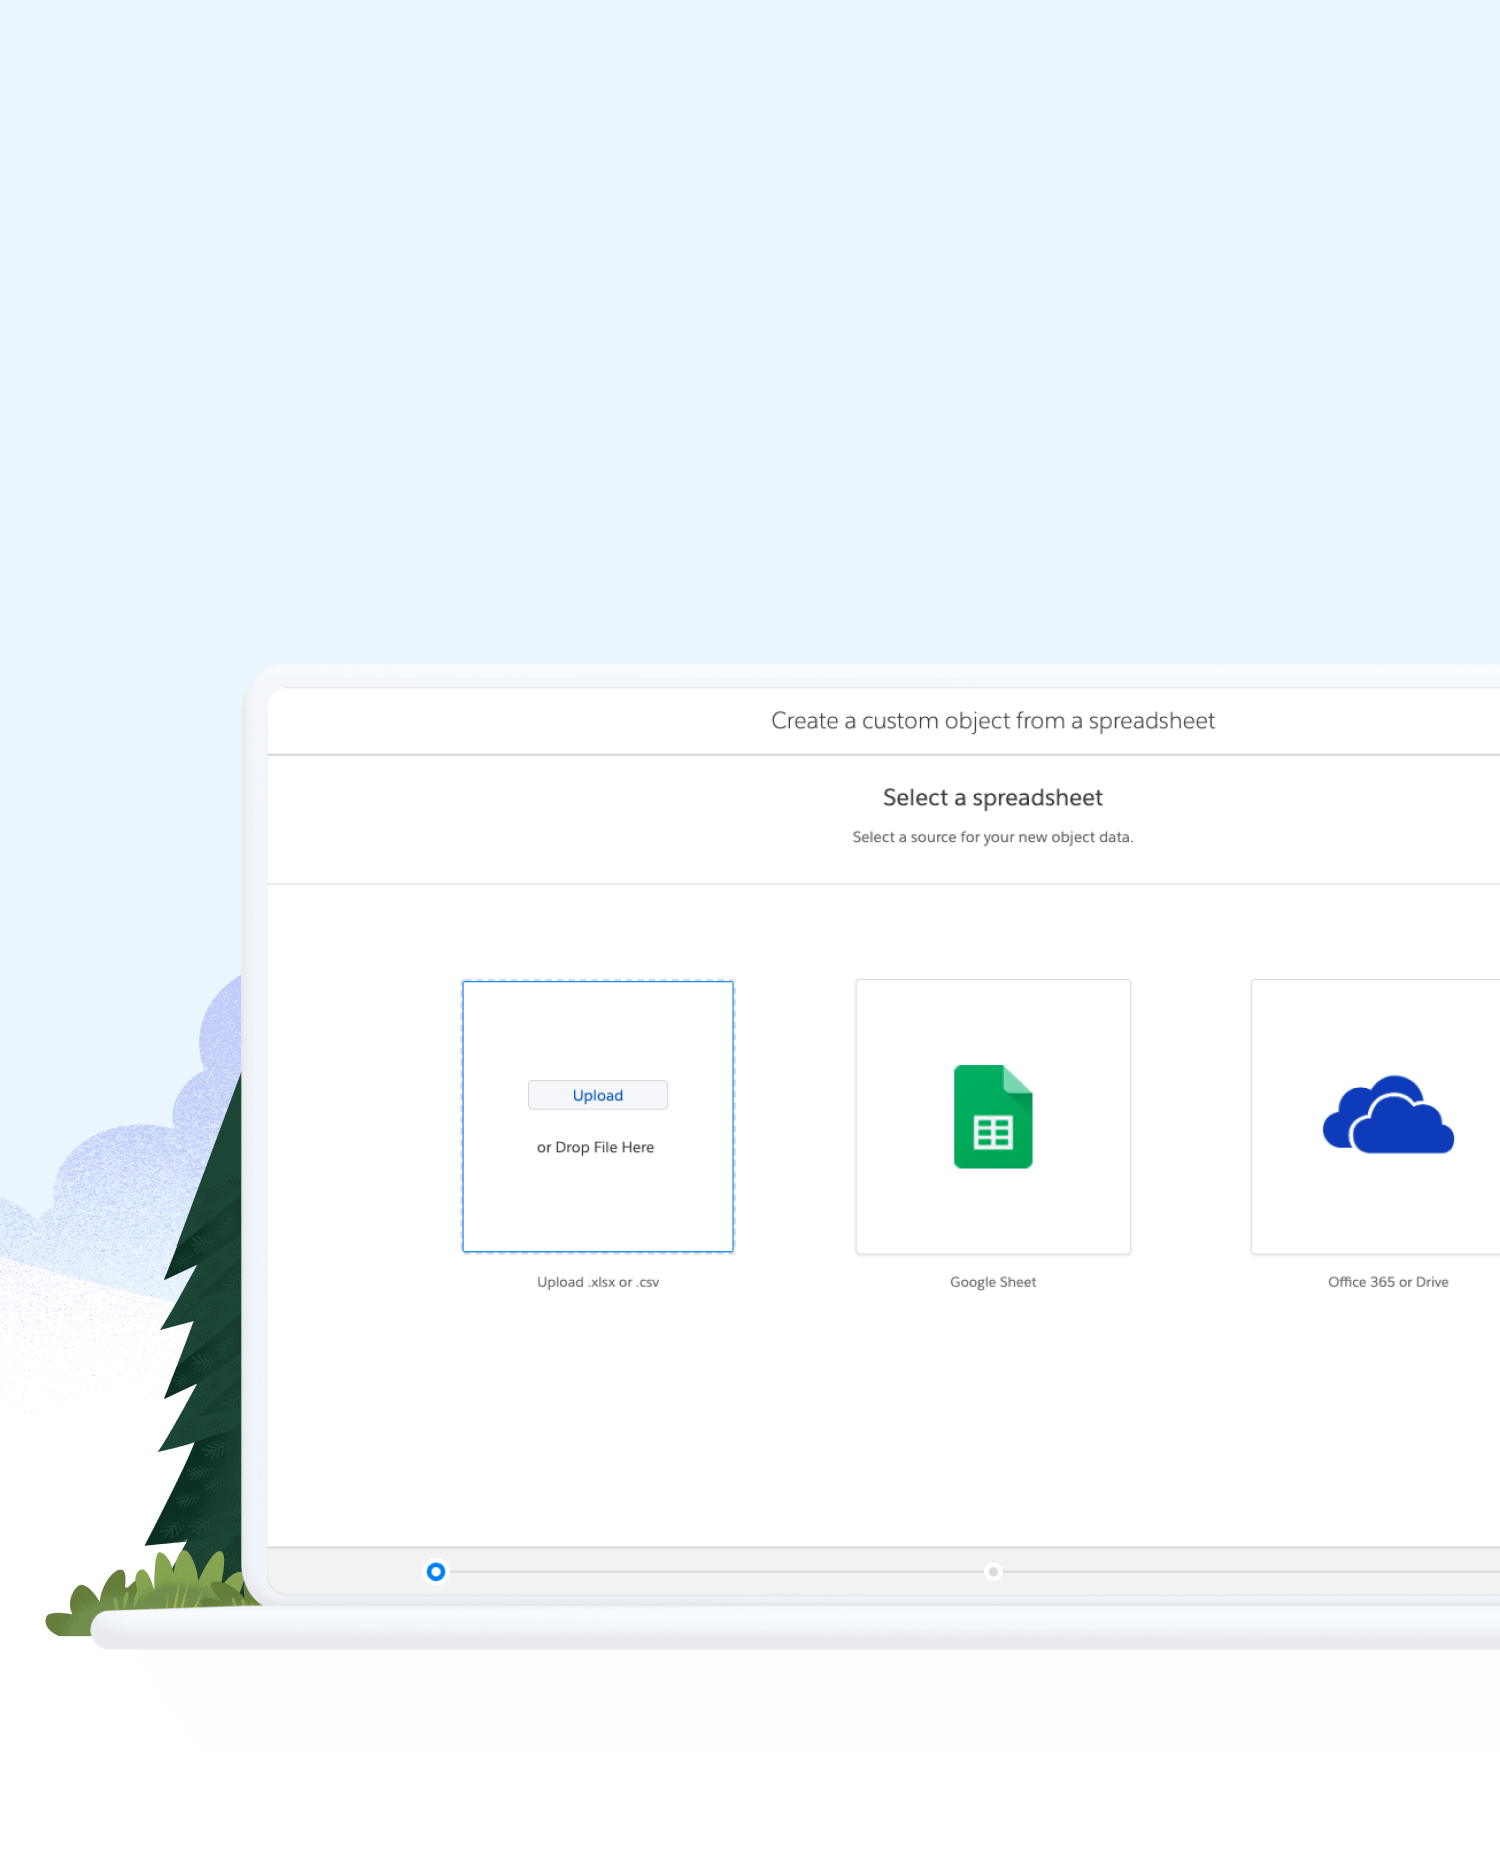 Create a custom object from a spreadsheet
Select a spreadsheet
Select a source for your new object data.
Upload
or Drop File Here
Upload .xlsx or .csv
Google Sheet
Office 365 or Drive